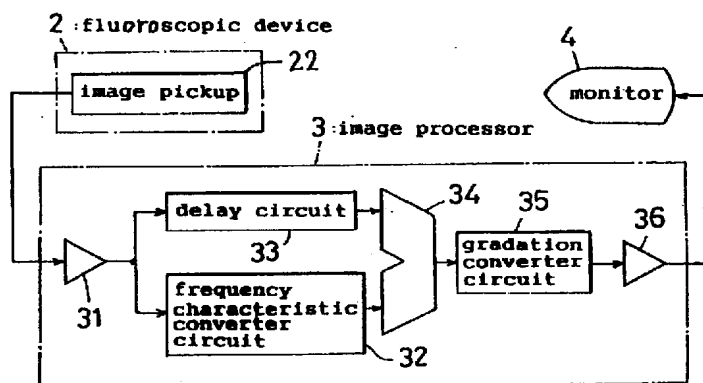 2 :fluoroscopic device
22
image pickup
4
monitor
3 :image processor
31
delay circuit
33
frequency
characteristic
converter
circuit
32
34
35
gradation
converter
circuit
36